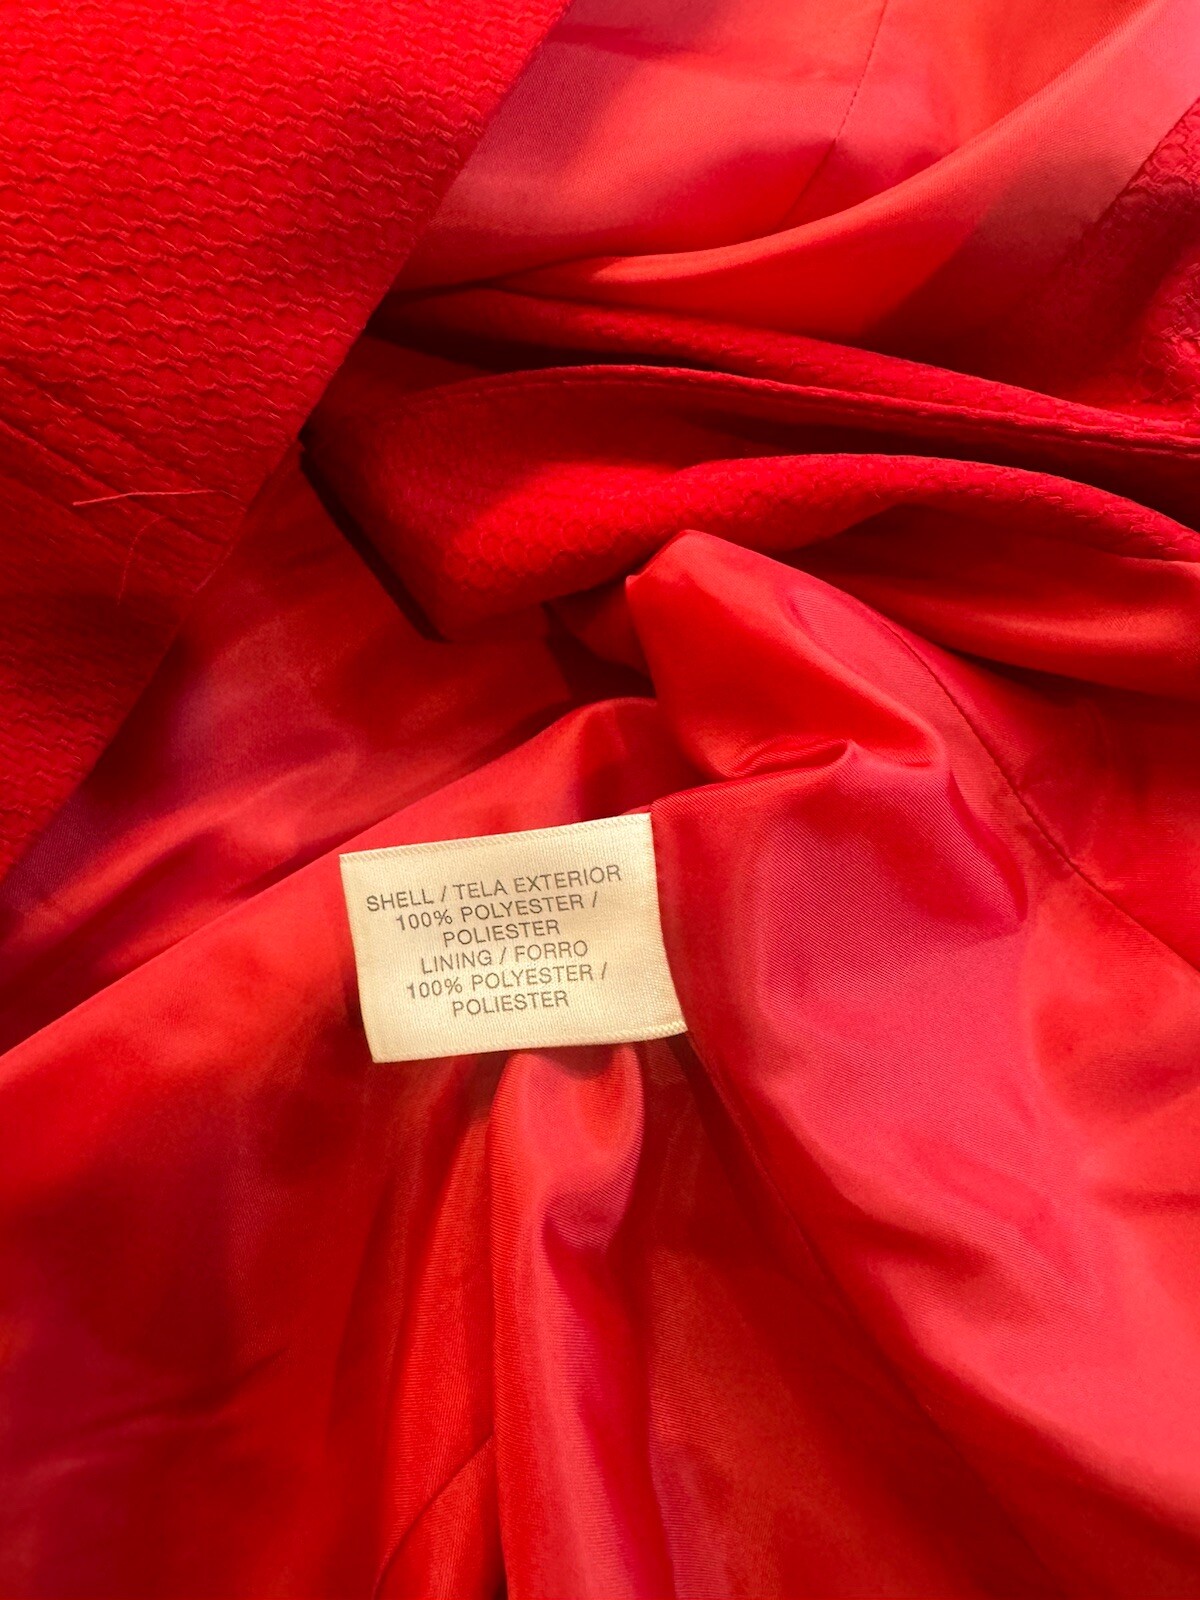 SHELL / TELA EXTERIOR
100% POLYESTER /
POLIESTER
LINING / FORRO
100% POLYESTER /
POLIESTER